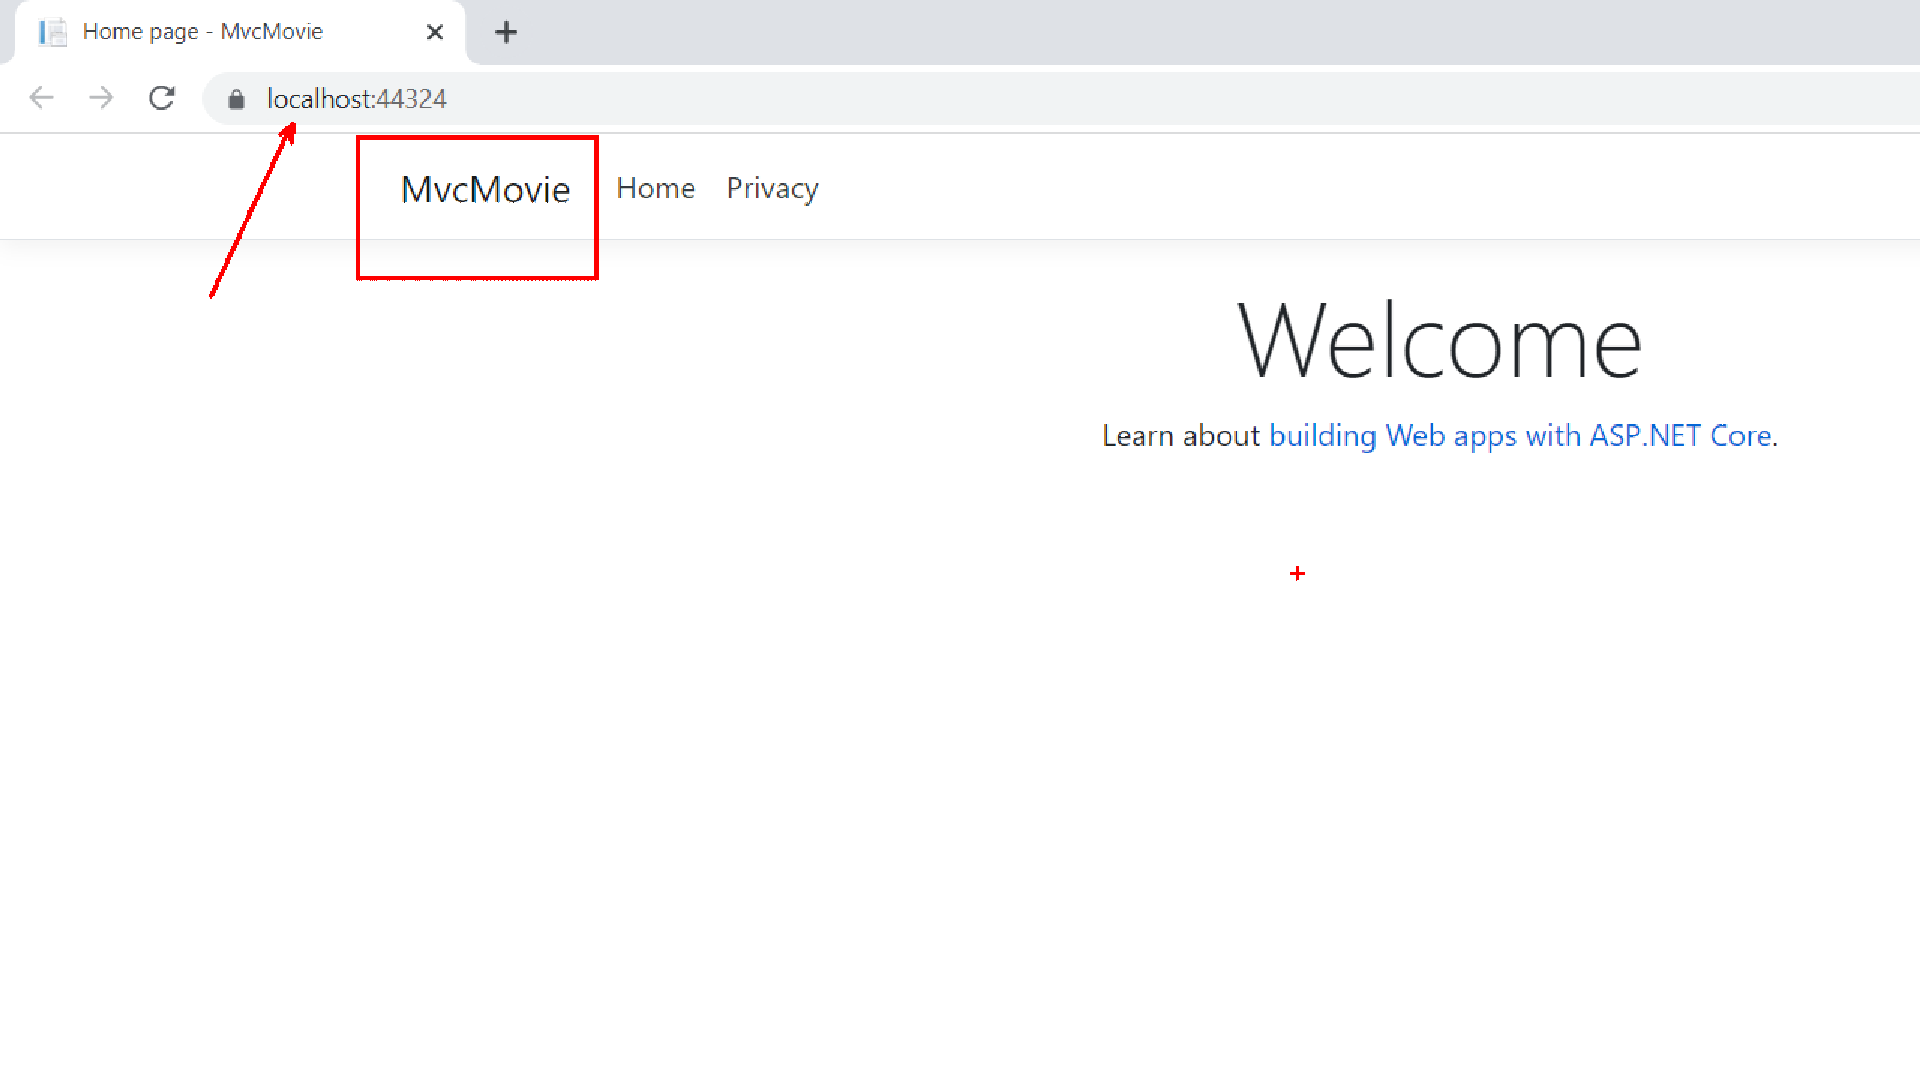 Home page - MvcMovie
localhost:44324
MvcMovie Home Privacy
Welcome
Learn about building Web apps with ASP.NET Core.